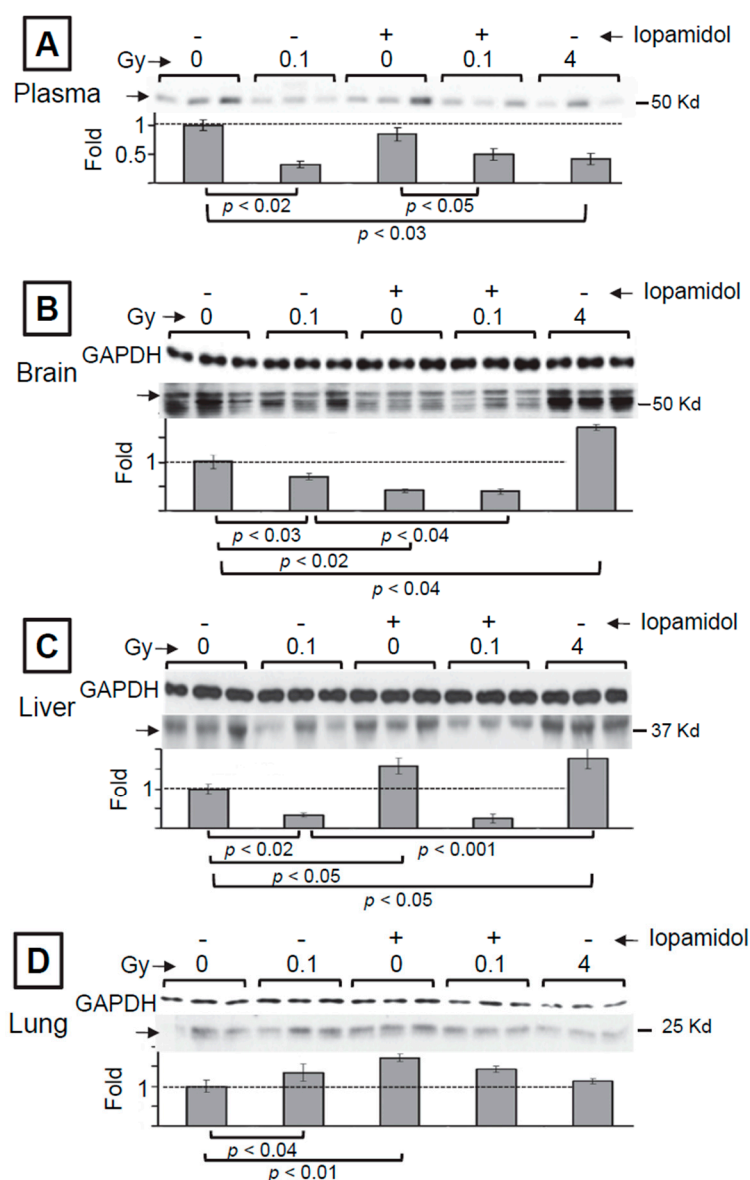 A
- - + + - ← Iopamidol
Gy → 0 0.1 0 0.1 4
Plasma
→
– 50 Kd
Fold
1
0.5
p < 0.02
p < 0.05
p < 0.03
B
- - + + - ← Iopamidol
Gy → 0 0.1 0 0.1 4
GAPDH
Brain
→
– 50 Kd
Fold
1
p < 0.03
p < 0.04
p < 0.02
p < 0.04
C
- - + + - ← Iopamidol
Gy → 0 0.1 0 0.1 4
GAPDH
Liver
→
– 37 Kd
Fold
1
p < 0.02
p < 0.001
p < 0.05
p < 0.05
D
- - + + - ← Iopamidol
Gy → 0 0.1 0 0.1 4
GAPDH
Lung
→
– 25 Kd
Fold
1
p < 0.04
p < 0.01